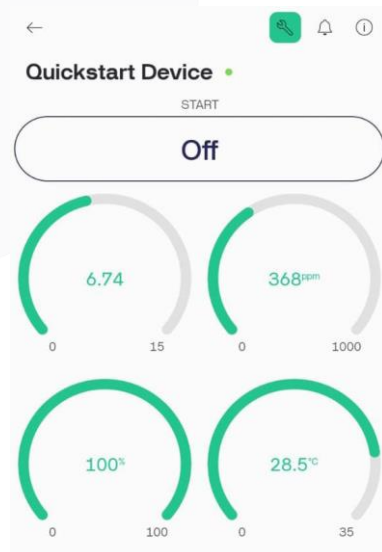 Quickstart Device
START
Off
6.74
368ppm
0 15 0 1000
100% 28.5°C
0 100 0 35